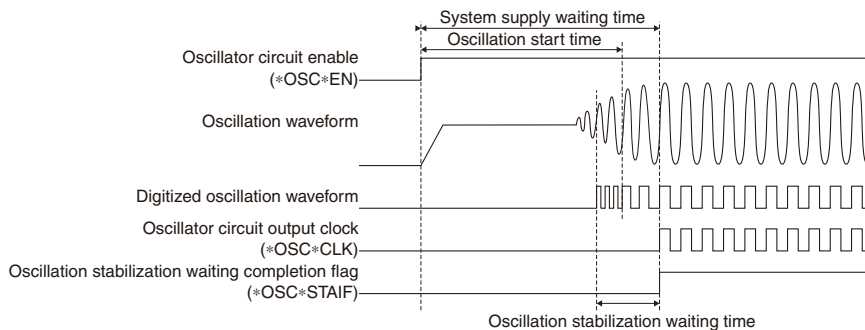 System supply waiting time
Oscillation start time
Oscillator circuit enable
(*OSC*EN)
Oscillation waveform
Digitized oscillation waveform
Oscillator circuit output clock
(*OSC*CLK)
Oscillation stabilization waiting completion flag
(*OSC*STAIF)
Oscillation stabilization waiting time